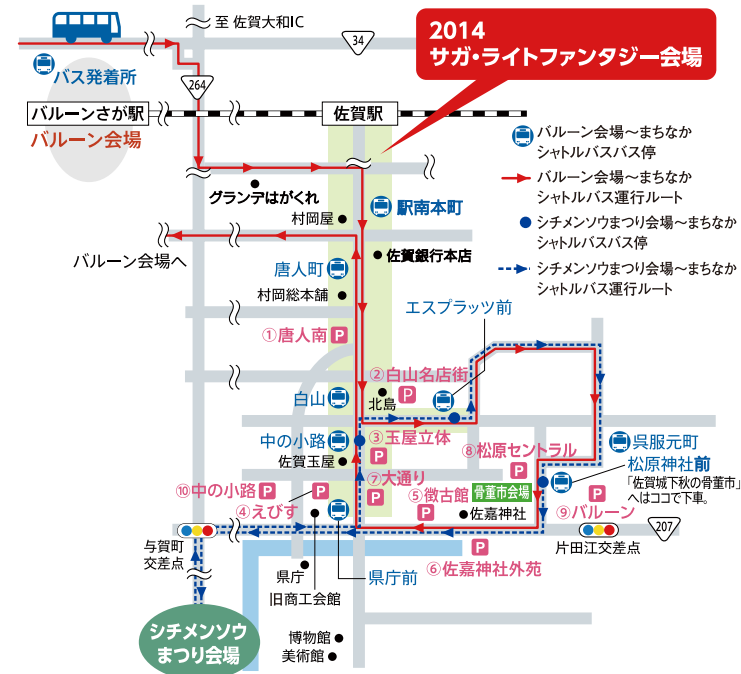 至 佐賀大和IC
34
2014
サガ・ライトファンタジー会場
バス発着所
264
バルーンさが駅
佐賀駅
バルーン会場
バルーン会場～まちなか
シャトルバスバス停
バルーン会場～まちなか
シャトルバス運行ルート
シチメンソウまつり会場～まちなか
シャトルバスバス停
シチメンソウまつり会場～まちなか
シャトルバス運行ルート
グランデはがくれ
駅南本町
村岡屋
バルーン会場へ
佐賀銀行本店
唐人町
村岡総本舗
エスプラッツ前
①唐人南 P
②白山名店街
P
白山
北島
中の小路
③玉屋立体
P
呉服元町
佐賀玉屋
⑧松原セントラル
P
松原神社前
「佐賀城下秋の骨董市」
へはココで下車。
⑦大通り
P
⑩中の小路 P
P
④えびす
⑤徴古館
P
骨董市会場
佐嘉神社
P
⑨バルーン
207
与賀町
交差点
片田江交差点
P
⑥佐嘉神社外苑
県庁
県庁前
旧商工会館
シチメンソウ
まつり会場
博物館
美術館